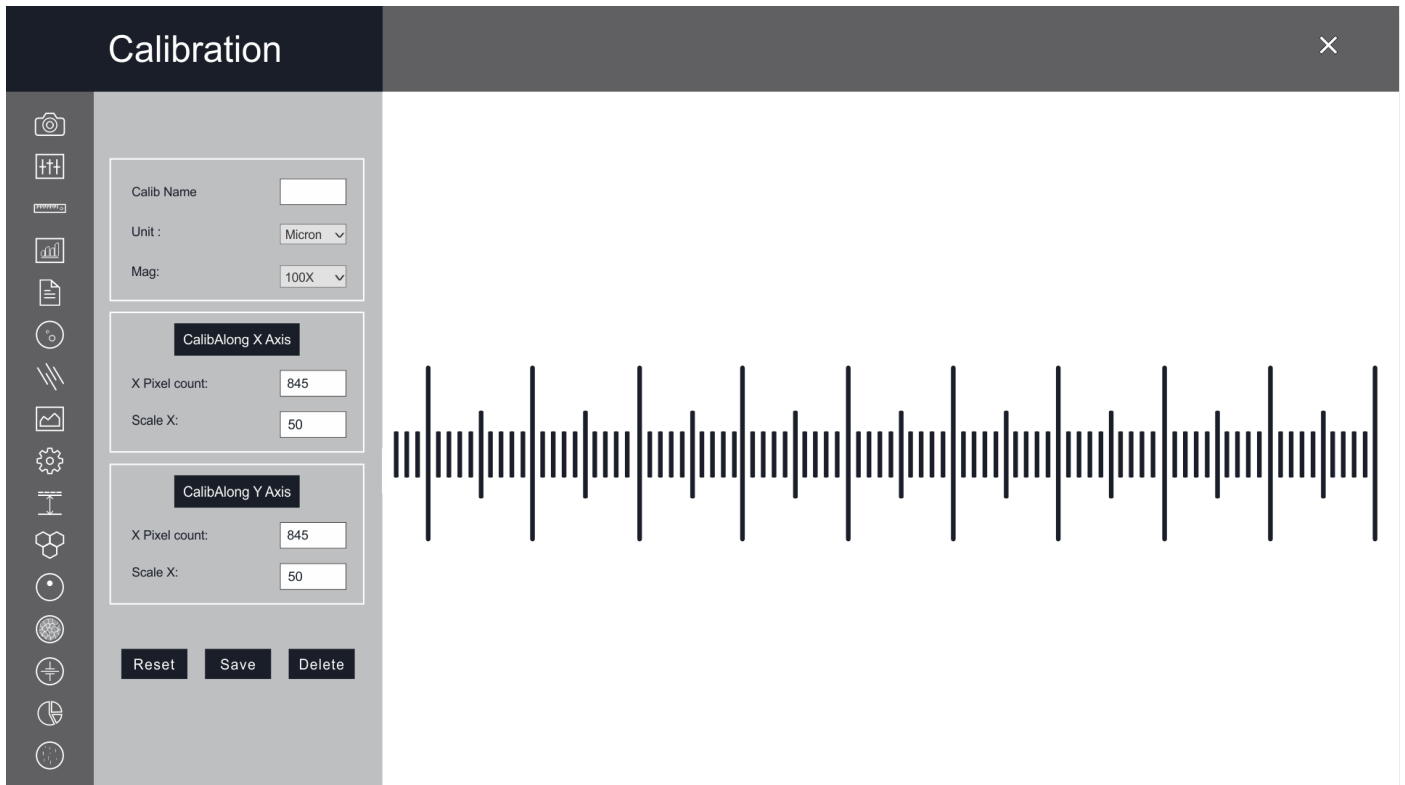 Calibration
Calib Name
Unit : Micron
Mag: 100X
CalibAlong X Axis
X Pixel count: 845
Scale X: 50
CalibAlong Y Axis
X Pixel count: 845
Scale X: 50
Reset Save Delete